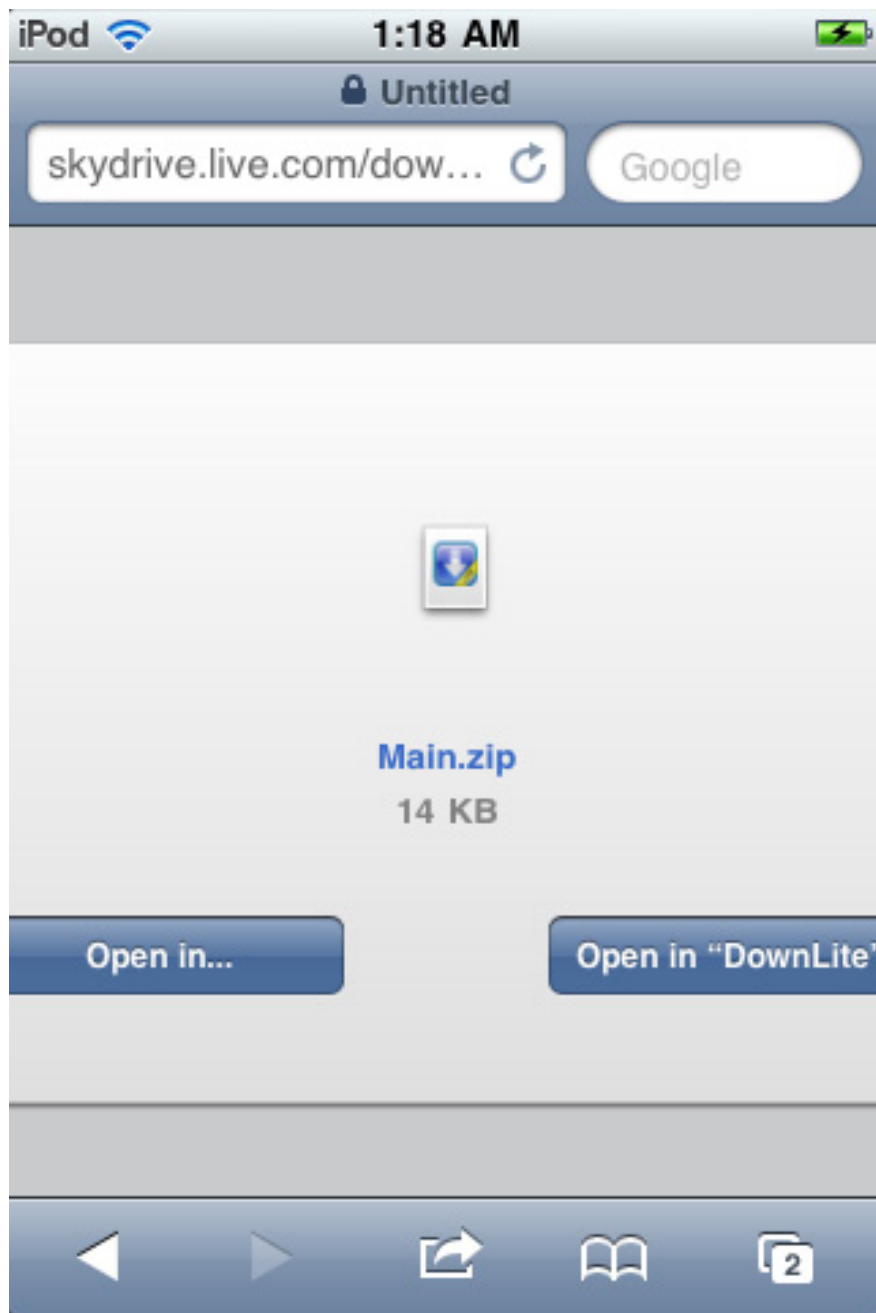 iPod 1:18 AM
Untitled
skydrive.live.com/dow... Google
Main.zip
14 KB
Open in... Open in “DownLite”
2